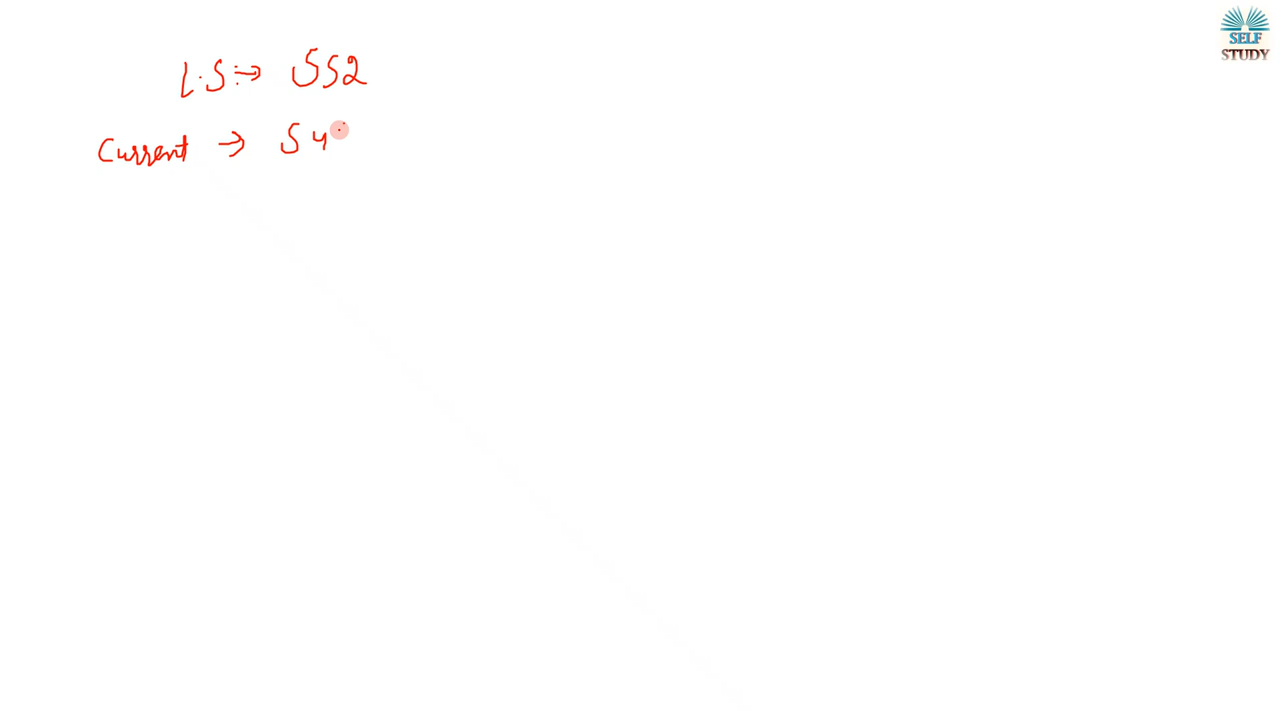 L.S. → 552
Current → 54
SELF
STUDY